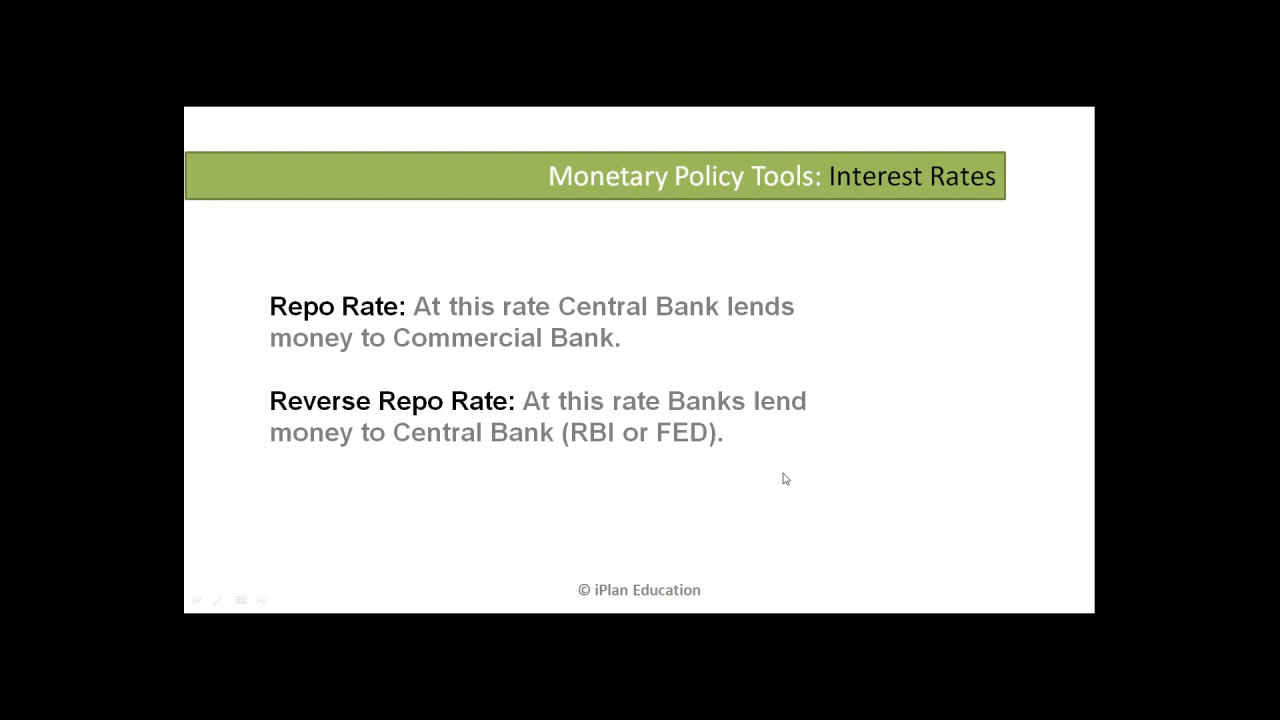 Monetary Policy Tools: Interest Rates
Repo Rate: At this rate Central Bank lends
money to Commercial Bank.
Reverse Repo Rate: At this rate Banks lend
money to Central Bank (RBI or FED).
© iPlan Education